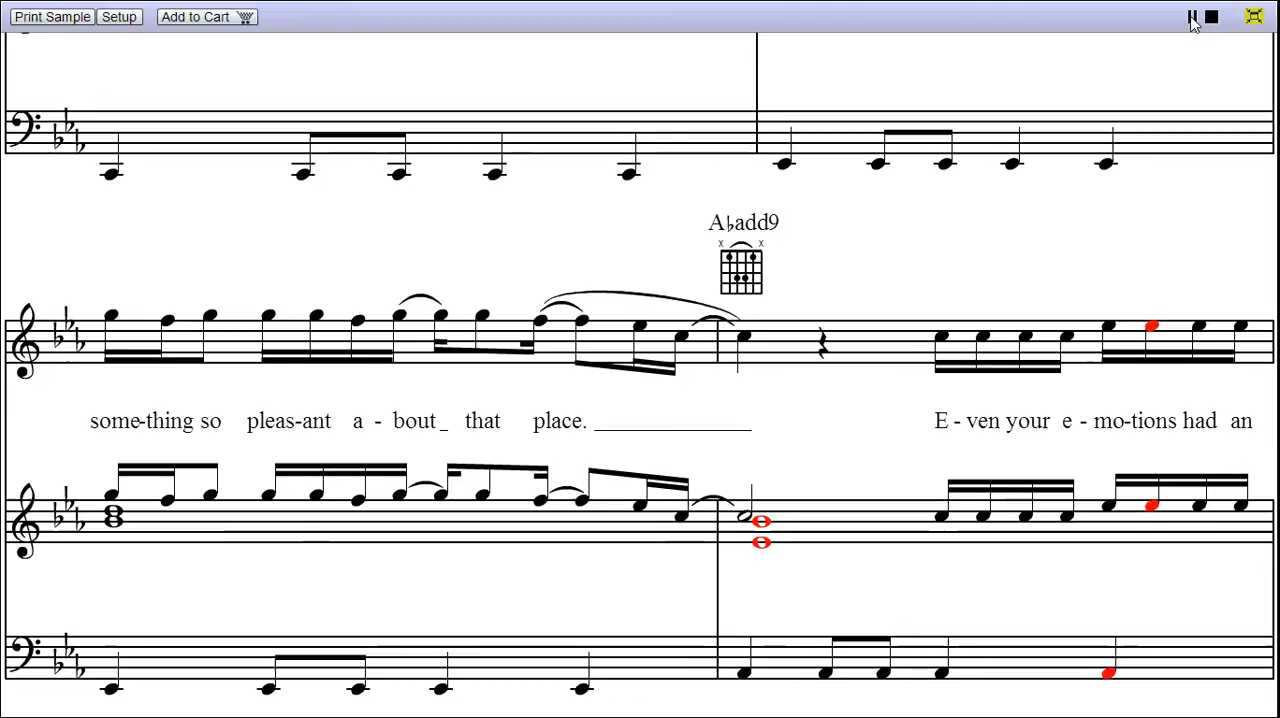 Print Sample Setup Add to Cart
A♭add9
x x
some-thing so pleas-ant a - bout_ that place. ____________ E - ven your e - mo-tions had an